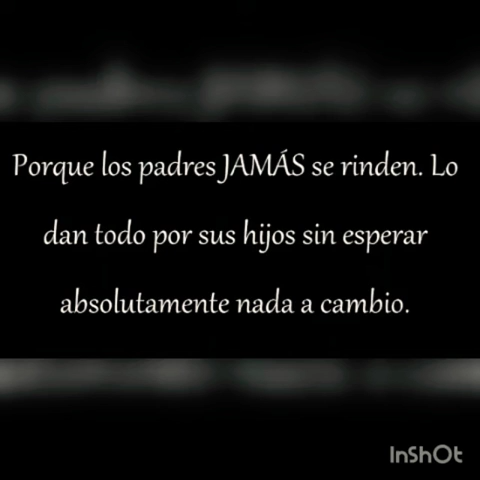 Porque los padres JAMÁS se rinden. Lo
dan todo por sus hijos sin esperar
absolutamente nada a cambio.
InShOt